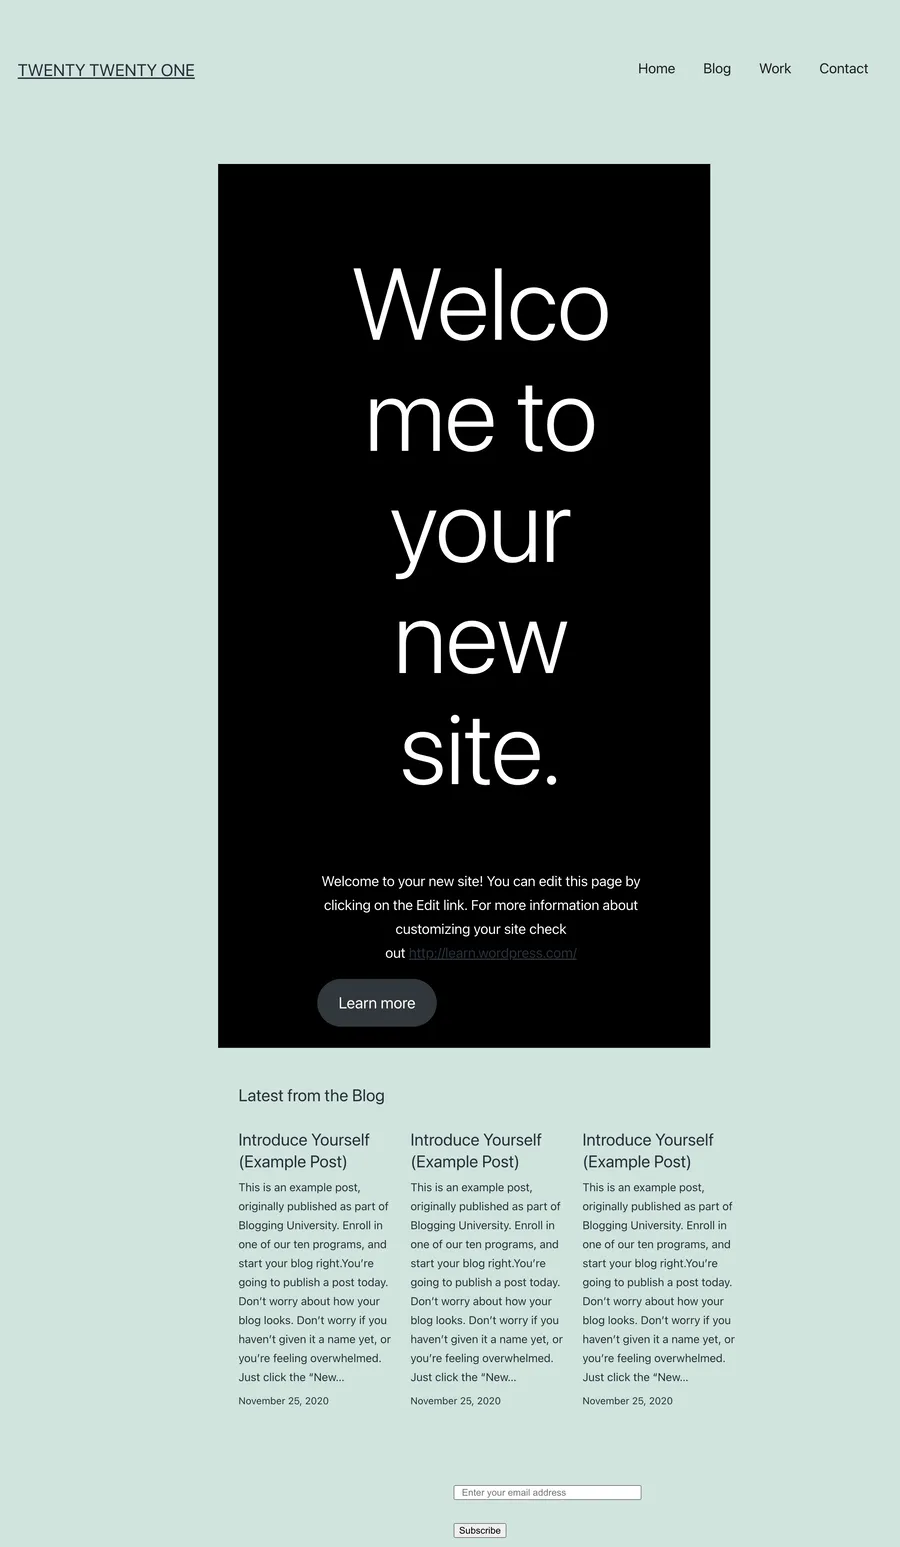 TWENTY TWENTY ONE
Home Blog Work Contact
Welco
me to
your
new
site.
Welcome to your new site! You can edit this page by
clicking on the Edit link. For more information about
customizing your site check
out http://learn.wordpress.com/
Learn more
Latest from the Blog
Introduce Yourself
(Example Post)
This is an example post,
originally published as part of
Blogging University. Enroll in
one of our ten programs, and
start your blog right.You’re
going to publish a post today.
Don’t worry about how your
blog looks. Don’t worry if you
haven’t given it a name yet, or
you’re feeling overwhelmed.
Just click the “New…
November 25, 2020
Introduce Yourself
(Example Post)
This is an example post,
originally published as part of
Blogging University. Enroll in
one of our ten programs, and
start your blog right.You’re
going to publish a post today.
Don’t worry about how your
blog looks. Don’t worry if you
haven’t given it a name yet, or
you’re feeling overwhelmed.
Just click the “New…
November 25, 2020
Introduce Yourself
(Example Post)
This is an example post,
originally published as part of
Blogging University. Enroll in
one of our ten programs, and
start your blog right.You’re
going to publish a post today.
Don’t worry about how your
blog looks. Don’t worry if you
haven’t given it a name yet, or
you’re feeling overwhelmed.
Just click the “New…
November 25, 2020
Enter your email address
Subscribe